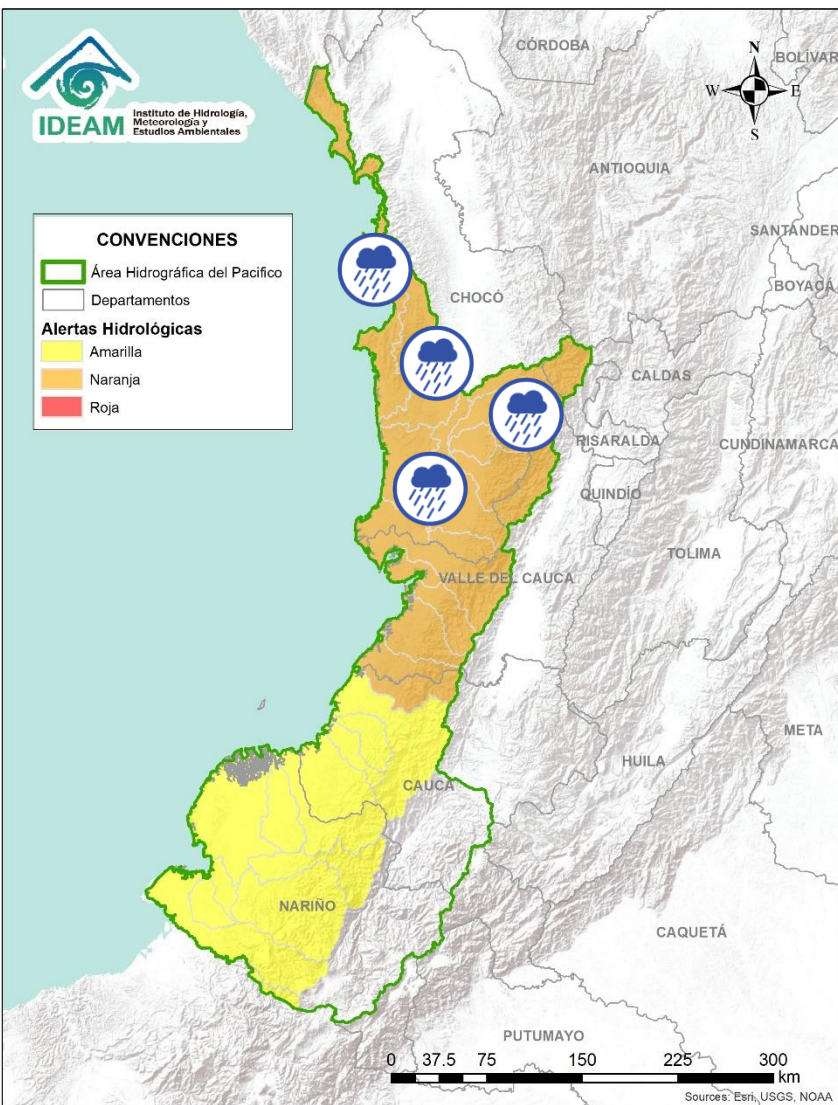 IDEAM
Instituto de Hidrología,
Meteorología y
Estudios Ambientales
N
W
E
S
CÓRDOBA
BOLÍVAR
ANTIOQUIA
SANTANDER
BOYACÁ
CHOCÓ
CALDAS
RISARALDA
CUNDINAMARCA
QUINDÍO
TOLIMA
VALLE DEL CAUCA
META
HUILA
CAUCA
NARIÑO
CAQUETÁ
PUTUMAYO
CONVENCIONES
Área Hidrográfica del Pacifico
Departamentos
Alertas Hidrológicas
Amarilla
Naranja
Roja
0 37.5 75 150 225 300
km
Sources: Esri, USGS, NOAA